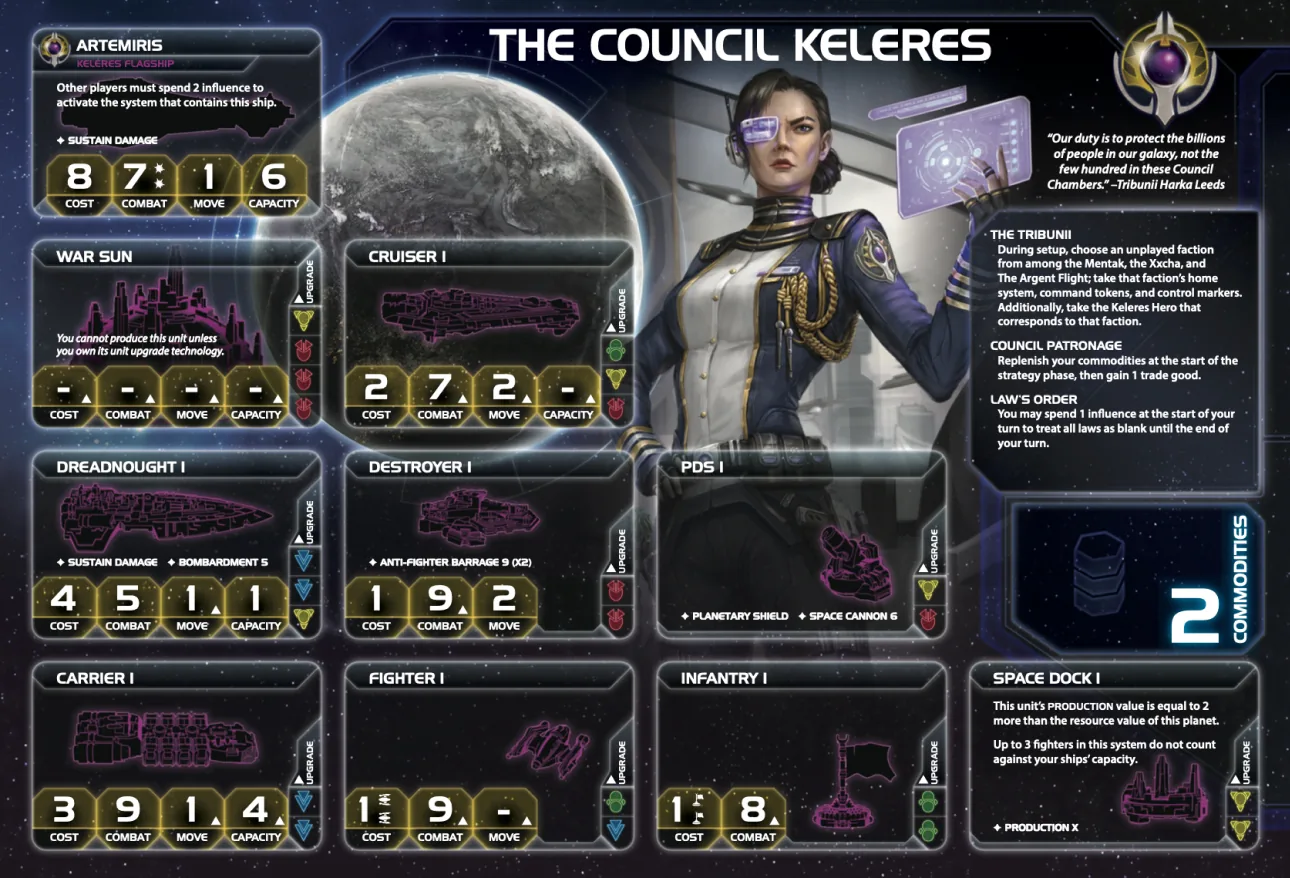 THE COUNCIL KELERES
ARTEMIRIS
KELERES FLAGSHIP
Other players must spend 2 influence to
activate the system that contains this ship.
✦ SUSTAIN DAMAGE
8 7 1 6
COST COMBAT MOVE CAPACITY
"Our duty is to protect the billions
of people in our galaxy, not the
few hundred in these Council
Chambers." –Tribunii Harka Leeds
THE TRIBUNII
During setup, choose an unplayed faction
from among the Mentak, the Xxcha, and
The Argent Flight; take that faction's home
system, command tokens, and control markers.
Additionally, take the Keleres Hero that
corresponds to that faction.
COUNCIL PATRONAGE
Replenish your commodities at the start of the
strategy phase, then gain 1 trade good.
LAW'S ORDER
You may spend 1 influence at the start of your
turn to treat all laws as blank until the end of
your turn.
WAR SUN
UPGRADE
You cannot produce this unit unless
you own its unit upgrade technology.
- - - -
COST COMBAT MOVE CAPACITY
CRUISER I
UPGRADE
2 7 2 -
COST COMBAT MOVE CAPACITY
DREADNOUGHT I
UPGRADE
✦ SUSTAIN DAMAGE ✦ BOMBARDMENT 5
4 5 1 1
COST COMBAT MOVE CAPACITY
DESTROYER I
UPGRADE
✦ ANTI-FIGHTER BARRAGE 9 (X2)
1 9 2
COST COMBAT MOVE
PDS I
UPGRADE
✦ PLANETARY SHIELD ✦ SPACE CANNON 6
2
COMMODITIES
CARRIER I
UPGRADE
3 9 1 4
COST COMBAT MOVE CAPACITY
FIGHTER I
UPGRADE
1 9 -
COST COMBAT MOVE
INFANTRY I
UPGRADE
1 8
COST COMBAT
SPACE DOCK I
This unit's PRODUCTION value is equal to 2
more than the resource value of this planet.
Up to 3 fighters in this system do not count
against your ships' capacity.
UPGRADE
✦ PRODUCTION X